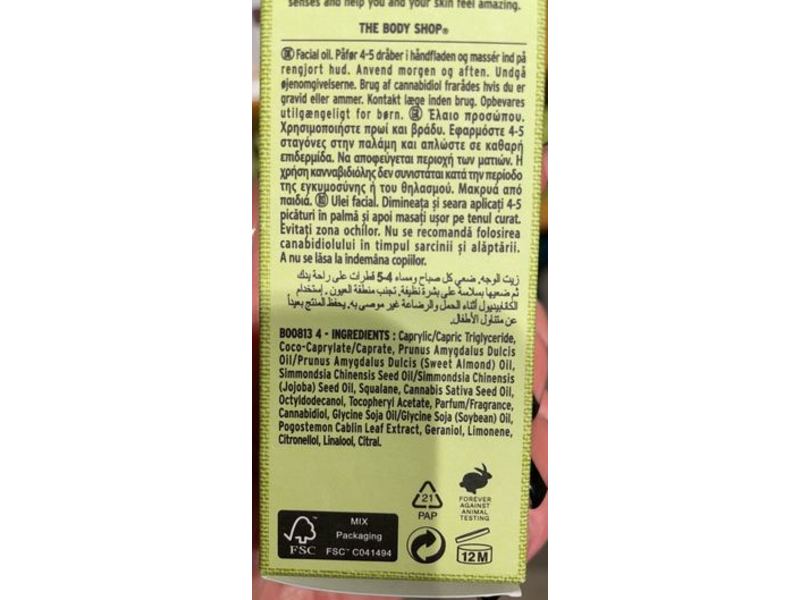 senses and help you and your skin feel amazing.
THE BODY SHOP®
DK Facial oil. Påfør 4-5 dråber i håndfladen og massér ind på
rengjort hud. Anvend morgen og aften. Undgå
øjenomgivelserne. Brug af cannabidiol frarådes hvis du er
gravid eller ammer. Kontakt læge inden brug. Opbevares
utilgængeligt for børn. GR Έλαιο προσώπου.
Χρησιμοποιήστε πρωί και βράδυ. Εφαρμόστε 4-5
σταγόνες στην παλάμη και απλώστε σε καθαρή
επιδερμίδα. Να αποφεύγεται περιοχή των ματιών. Η
χρήση κανναβιδιόλης δεν συνιστάται κατά την περίοδο
της εγκυμοσύνης ή του θηλασμού. Μακρυά από
παιδιά. RO Ulei facial. Dimineața și seara aplicați 4-5
picături în palmă și apoi masați ușor pe tenul curat.
Evitați zona ochilor. Nu se recomandă folosirea
canabidiolului în timpul sarcinii și alăptării.
A nu se lăsa la îndemâna copiilor.
زيت الوجه. ضعي كل صباح ومساء 4-5 قطرات على راحة يدك
ثم ضعيها بسلاسة على بشرة نظيفة. تجنب منطقة العيون. إستخدام
الكانابيديول أثناء الحمل والرضاعة غير موصى به. يحفظ المنتج بعيداً
عن متناول الأطفال.
B00813 4 - INGREDIENTS : Caprylic/Capric Triglyceride,
Coco-Caprylate/Caprate, Prunus Amygdalus Dulcis
Oil/Prunus Amygdalus Dulcis (Sweet Almond) Oil,
Simmondsia Chinensis Seed Oil/Simmondsia Chinensis
(Jojoba) Seed Oil, Squalane, Cannabis Sativa Seed Oil,
Octyldodecanol, Tocopheryl Acetate, Parfum/Fragrance,
Cannabidiol, Glycine Soja Oil/Glycine Soja (Soybean) Oil,
Pogostemon Cablin Leaf Extract, Geraniol, Limonene,
Citronellol, Linalool, Citral.
21
PAP
FOREVER
AGAINST
ANIMAL
TESTING
FSC
MIX
Packaging
FSC™ C041494
12M